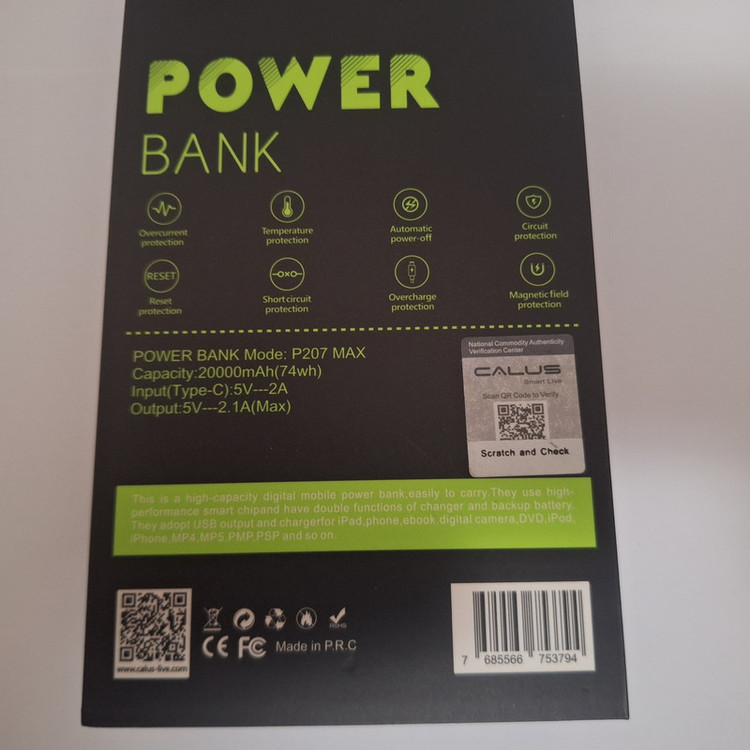 POWER
BANK
Overcurrent
protection
Temperature
protection
Automatic
power-off
Circuit
protection
RESET
Reset
protection
Short circuit
protection
Overcharge
protection
Magnetic field
protection
POWER BANK Mode: P207 MAX
Capacity:20000mAh(74wh)
Input(Type-C):5V---2A
Output:5V---2.1A(Max)
National Commodity Authenticity
Verification Center
CALUS
Smart Live
Scan QR Code to Verify
Scratch and Check
This is a high-capacity digital mobile power bank,easily to carry.They use high-
performance smart chipand have double functions of changer and backup battery.
They adopt USB output and chargerfor iPad,phone,ebook,digital camera,DVD,iPod,
iPhone,MP4,MP5,PMP,PSP and so on.
www.calus-live.com
RoHS
CE FC Made in P.R.C
7 685566 753794